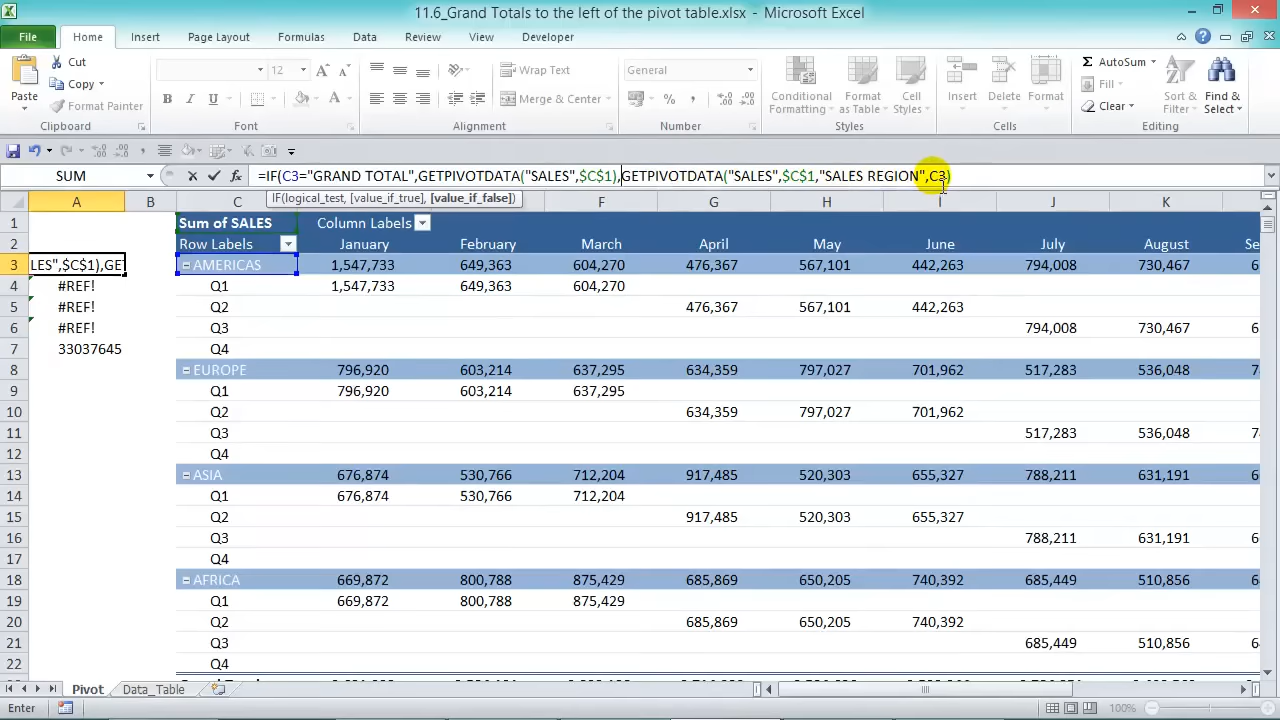 11.6_Grand Totals to the left of the pivot table.xlsx - Microsoft Excel
File Home Insert Page Layout Formulas Data Review View Developer
Paste Cut Copy Format Painter Clipboard
12 A A B I U A Font
Wrap Text Merge & Center Alignment
General % , Number
Conditional Formatting Format as Table Cell Styles Styles
Insert Delete Format Cells
AutoSum Fill Clear Sort & Filter Find & Select Editing
SUM =IF(C3="GRAND TOTAL",GETPIVOTDATA("SALES",$C$1),GETPIVOTDATA("SALES",$C$1,"SALES REGION",C3)
IF(logical_test, [value_if_true], [value_if_false])
A B C F G H I J K
1 Sum of SALES Column Labels
2 Row Labels January February March April May June July August Se
3 LES",$C$1),GE AMERICAS 1,547,733 649,363 604,270 476,367 567,101 442,263 794,008 730,467 6
4 #REF! Q1 1,547,733 649,363 604,270
5 #REF! Q2 476,367 567,101 442,263
6 #REF! Q3 794,008 730,467 6
7 33037645 Q4
8 EUROPE 796,920 603,214 637,295 634,359 797,027 701,962 517,283 536,048 7
9 Q1 796,920 603,214 637,295
10 Q2 634,359 797,027 701,962
11 Q3 517,283 536,048 7
12 Q4
13 ASIA 676,874 530,766 712,204 917,485 520,303 655,327 788,211 631,191 6
14 Q1 676,874 530,766 712,204
15 Q2 917,485 520,303 655,327
16 Q3 788,211 631,191 6
17 Q4
18 AFRICA 669,872 800,788 875,429 685,869 650,205 740,392 685,449 510,856 6
19 Q1 669,872 800,788 875,429
20 Q2 685,869 650,205 740,392
21 Q3 685,449 510,856 6
22 Q4
Pivot Data_Table
Enter 100%